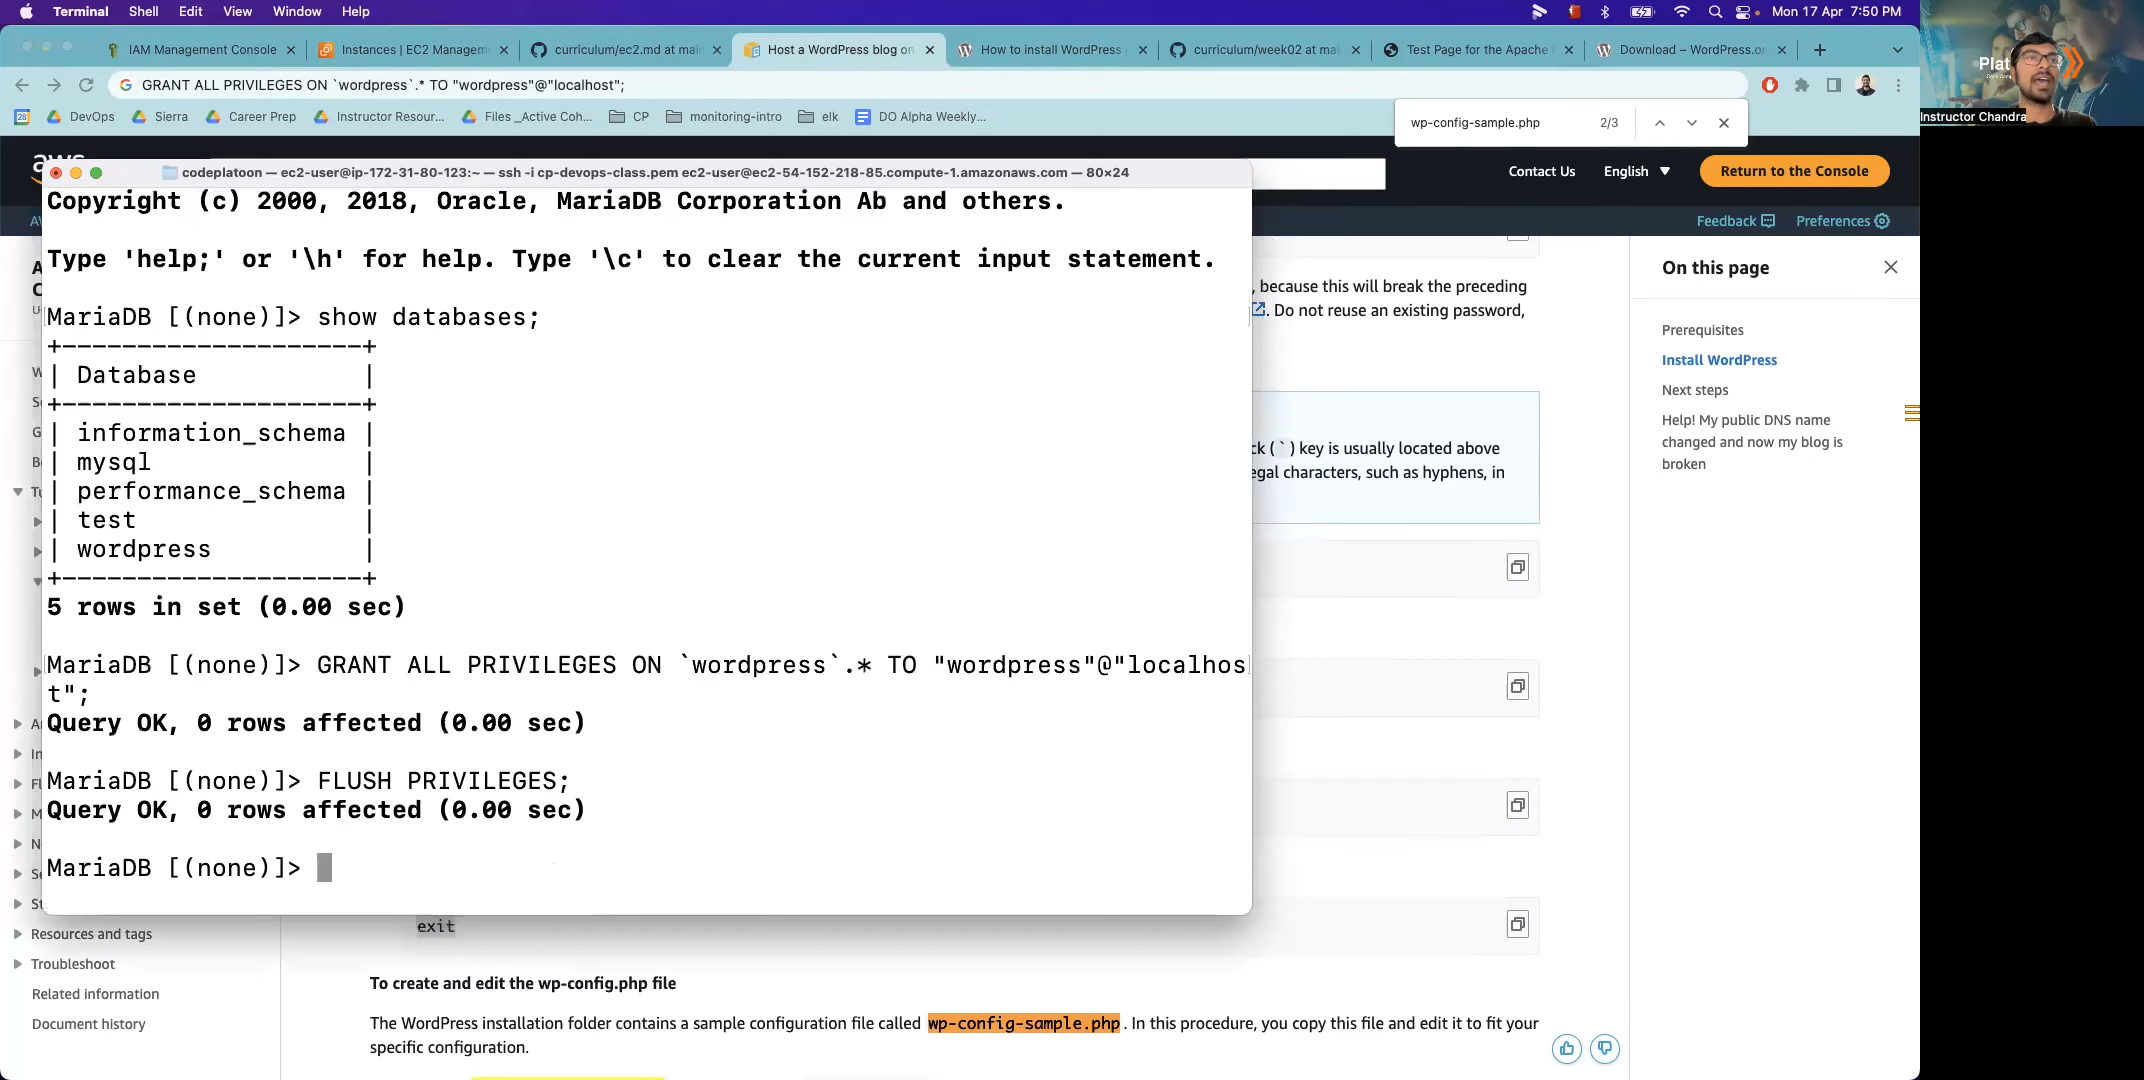 Terminal Shell Edit View Window Help Mon 17 Apr 7:50 PM
IAM Management Console
Instances | EC2 Managem
curriculum/ec2.md at mai
Host a WordPress blog on
How to install WordPress
curriculum/week02 at mai
Test Page for the Apache
Download – WordPress.or
GRANT ALL PRIVILEGES ON `wordpress`.* TO "wordpress"@"localhost";
28 DevOps Sierra Career Prep Instructor Resour... Files _Active Coh... CP monitoring-intro elk DO Alpha Weekly...
wp-config-sample.php 2/3
Plat
Instructor Chandra
Contact Us English Return to the Console
Feedback Preferences
codeplatoon — ec2-user@ip-172-31-80-123:~ — ssh -i cp-devops-class.pem ec2-user@ec2-54-152-218-85.compute-1.amazonaws.com — 80×24
Copyright (c) 2000, 2018, Oracle, MariaDB Corporation Ab and others.
Type 'help;' or '\h' for help. Type '\c' to clear the current input statement.
MariaDB [(none)]> show databases;
+--------------------+
| Database           |
+--------------------+
| information_schema |
| mysql              |
| performance_schema |
| test               |
| wordpress          |
+--------------------+
5 rows in set (0.00 sec)
MariaDB [(none)]> GRANT ALL PRIVILEGES ON `wordpress`.* TO "wordpress"@"localhos
t";
Query OK, 0 rows affected (0.00 sec)
MariaDB [(none)]> FLUSH PRIVILEGES;
Query OK, 0 rows affected (0.00 sec)
MariaDB [(none)]>
, because this will break the preceding
. Do not reuse an existing password,
ck (`) key is usually located above
egal characters, such as hyphens, in
On this page
Prerequisites
Install WordPress
Next steps
Help! My public DNS name
changed and now my blog is
broken
Resources and tags
Troubleshoot
Related information
Document history
exit
To create and edit the wp-config.php file
The WordPress installation folder contains a sample configuration file called wp-config-sample.php. In this procedure, you copy this file and edit it to fit your
specific configuration.